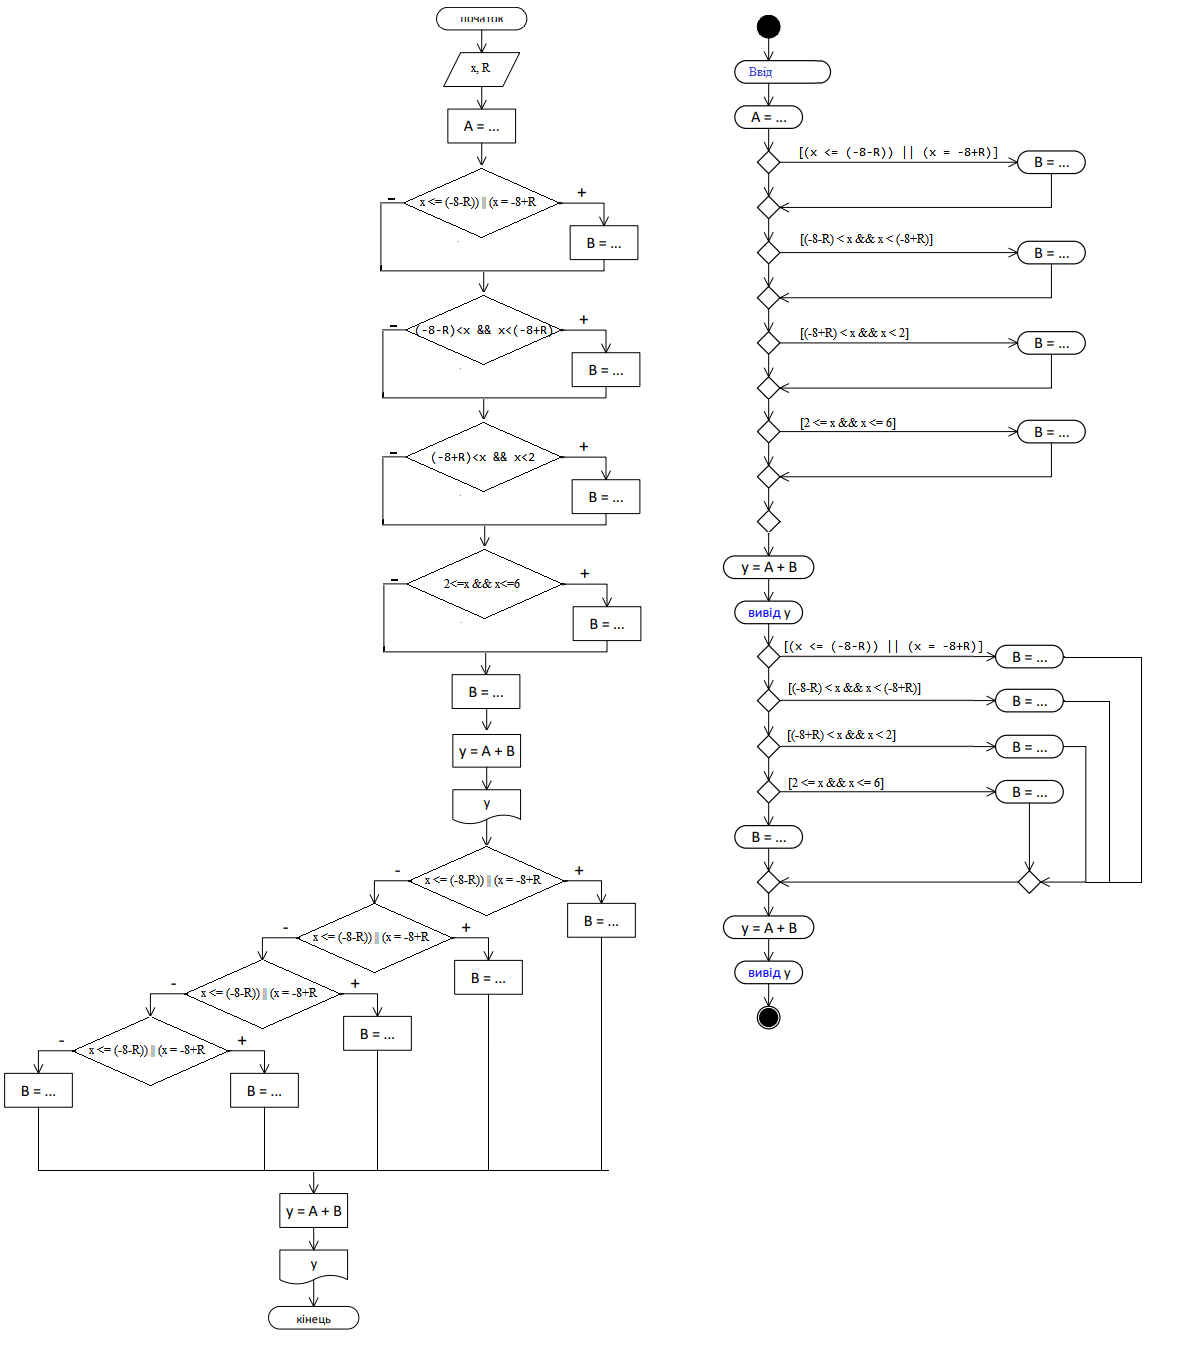 початок
x, R
A = ...
x <= (-8-R)) || (x = -8+R
-
+
B = ...
(-8-R)<x && x<(-8+R)
-
+
B = ...
(-8+R)<x && x<2
-
+
B = ...
2<=x && x<=6
-
+
B = ...
B = ...
y = A + B
y
x <= (-8-R)) || (x = -8+R
-
+
B = ...
x <= (-8-R)) || (x = -8+R
-
+
B = ...
x <= (-8-R)) || (x = -8+R
-
+
B = ...
x <= (-8-R)) || (x = -8+R
-
+
B = ...
B = ...
y = A + B
y
кінець
Ввід
A = ...
[(x <= (-8-R)) || (x = -8+R)]
B = ...
[(-8-R) < x && x < (-8+R)]
B = ...
[(-8+R) < x && x < 2]
B = ...
[2 <= x && x <= 6]
B = ...
y = A + B
вивід y
[(x <= (-8-R)) || (x = -8+R)]
B = ...
[(-8-R) < x && x < (-8+R)]
B = ...
[(-8+R) < x && x < 2]
B = ...
[2 <= x && x <= 6]
B = ...
B = ...
y = A + B
вивід y